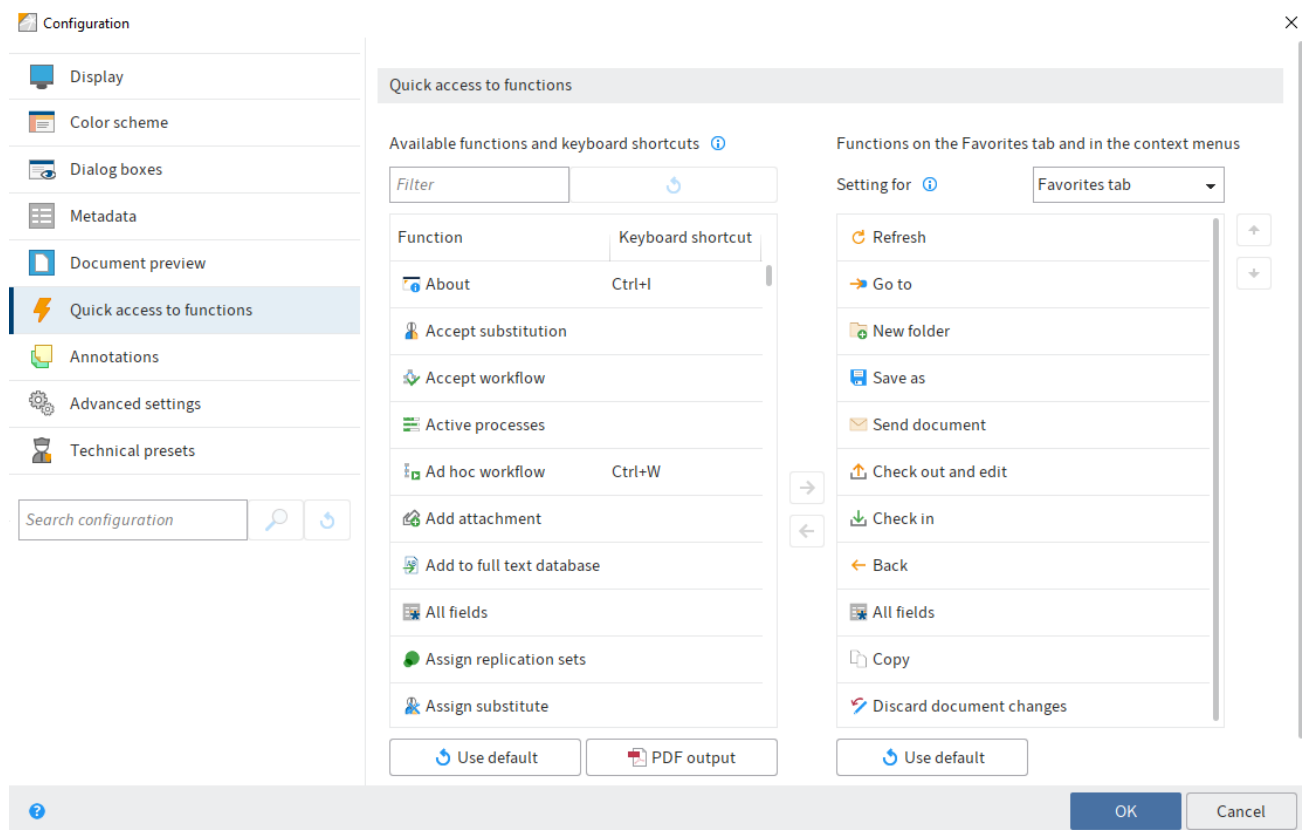 Configuration
Display
Color scheme
Dialog boxes
Metadata
Document preview
Quick access to functions
Annotations
Advanced settings
Technical presets
Search configuration
Quick access to functions
Available functions and keyboard shortcuts
Filter
Function Keyboard shortcut
About Ctrl+I
Accept substitution
Accept workflow
Active processes
Ad hoc workflow Ctrl+W
Add attachment
Add to full text database
All fields
Assign replication sets
Assign substitute
Use default PDF output
Functions on the Favorites tab and in the context menus
Setting for Favorites tab
Refresh
Go to
New folder
Save as
Send document
Check out and edit
Check in
Back
All fields
Copy
Discard document changes
Use default
OK Cancel